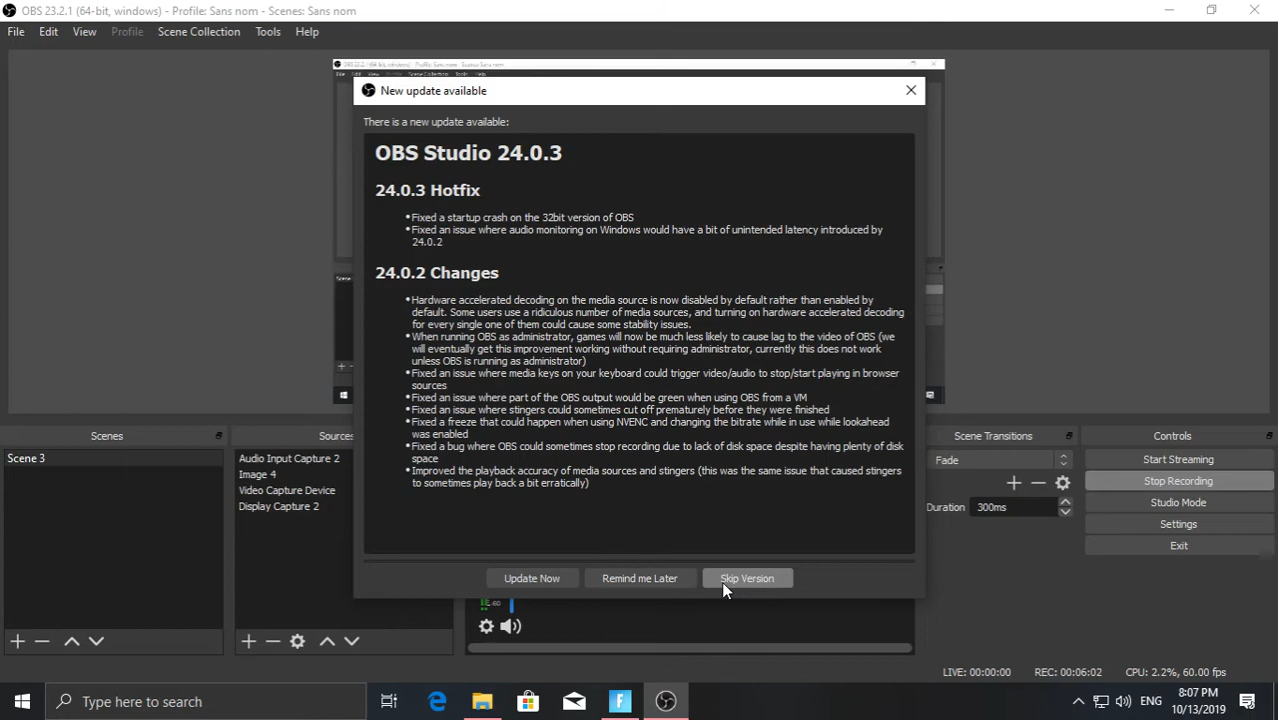 OBS 23.2.1 (64-bit, windows) - Profile: Sans nom - Scenes: Sans nom
File Edit View Profile Scene Collection Tools Help
New update available
There is a new update available:
OBS Studio 24.0.3
24.0.3 Hotfix
•Fixed a startup crash on the 32bit version of OBS
•Fixed an issue where audio monitoring on Windows would have a bit of unintended latency introduced by
24.0.2
24.0.2 Changes
•Hardware accelerated decoding on the media source is now disabled by default rather than enabled by
default. Some users use a ridiculous number of media sources, and turning on hardware accelerated decoding
for every single one of them could cause some stability issues.
•When running OBS as administrator, games will now be much less likely to cause lag to the video of OBS (we
will eventually get this improvement working without requiring administrator, currently this does not work
unless OBS is running as administrator)
•Fixed an issue where media keys on your keyboard could trigger video/audio to stop/start playing in browser
sources
•Fixed an issue where part of the OBS output would be green when using OBS from a VM
•Fixed an issue where stingers could sometimes cut off prematurely before they were finished
•Fixed a freeze that could happen when using NVENC and changing the bitrate while in use while lookahead
was enabled
•Fixed a bug where OBS could sometimes stop recording due to lack of disk space despite having plenty of disk
space
•Improved the playback accuracy of media sources and stingers (this was the same issue that caused stingers
to sometimes play back a bit erratically)
Update Now Remind me Later Skip Version
Scenes
Scene 3
Sources
Audio Input Capture 2
Image 4
Video Capture Device
Display Capture 2
-60
Scene Transitions
Fade
Duration 300ms
Controls
Start Streaming
Stop Recording
Studio Mode
Settings
Exit
LIVE: 00:00:00 REC: 00:06:02 CPU: 2.2%, 60.00 fps
Type here to search
ENG
8:07 PM
10/13/2019